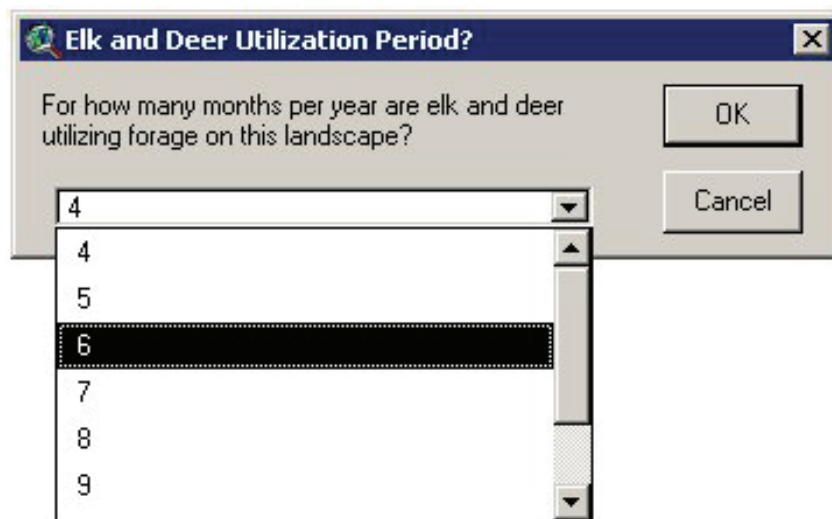 Elk and Deer Utilization Period?
For how many months per year are elk and deer
utilizing forage on this landscape?
OK
Cancel
4
4
5
6
7
8
9